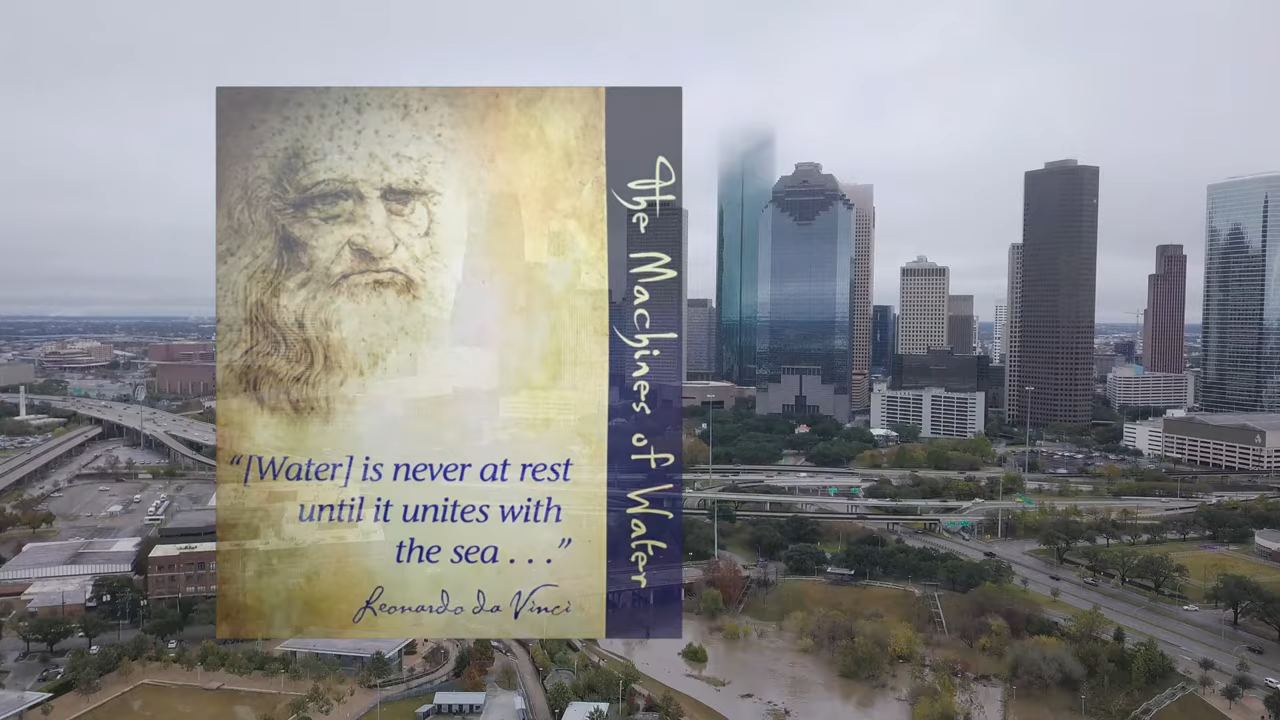 “[Water] is never at rest
until it unites with
the sea . . .”
Leonardo da Vinci
The Machines of Water